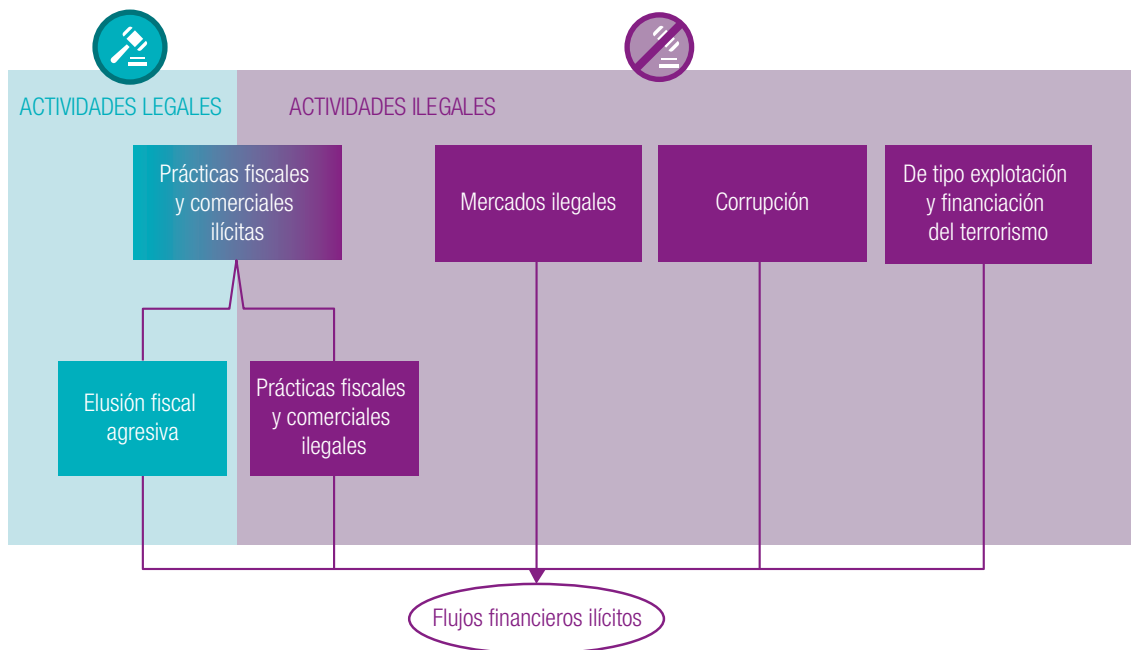 ACTIVIDADES LEGALES
ACTIVIDADES ILEGALES
Prácticas fiscales
y comerciales
ilícitas
Mercados ilegales
Corrupción
De tipo explotación
y financiación
del terrorismo
Elusión fiscal
agresiva
Prácticas fiscales
y comerciales
ilegales
Flujos financieros ilícitos